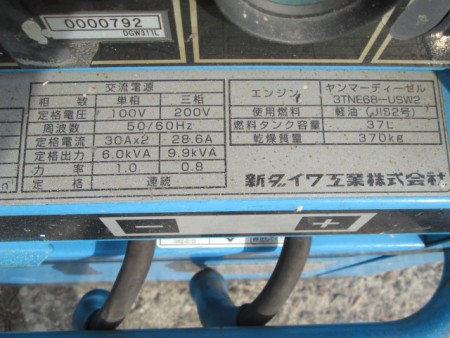 0000792
DGW311L
交流電源
相 数 単相 三相
定格電圧 100V 200V
周波数 50/60Hz
定格電流 30Ax2 28.6A
定格出力 6.0kVA 9.9kVA
力 率 1.0 0.8
定 格 連続
エンジン ヤンマーディーゼル
3TNE68-USW2
使用燃料 軽油(JIS2号)
燃料タンク容量 37L
乾燥質量 370kg
新ダイワ工業株式会社
- +